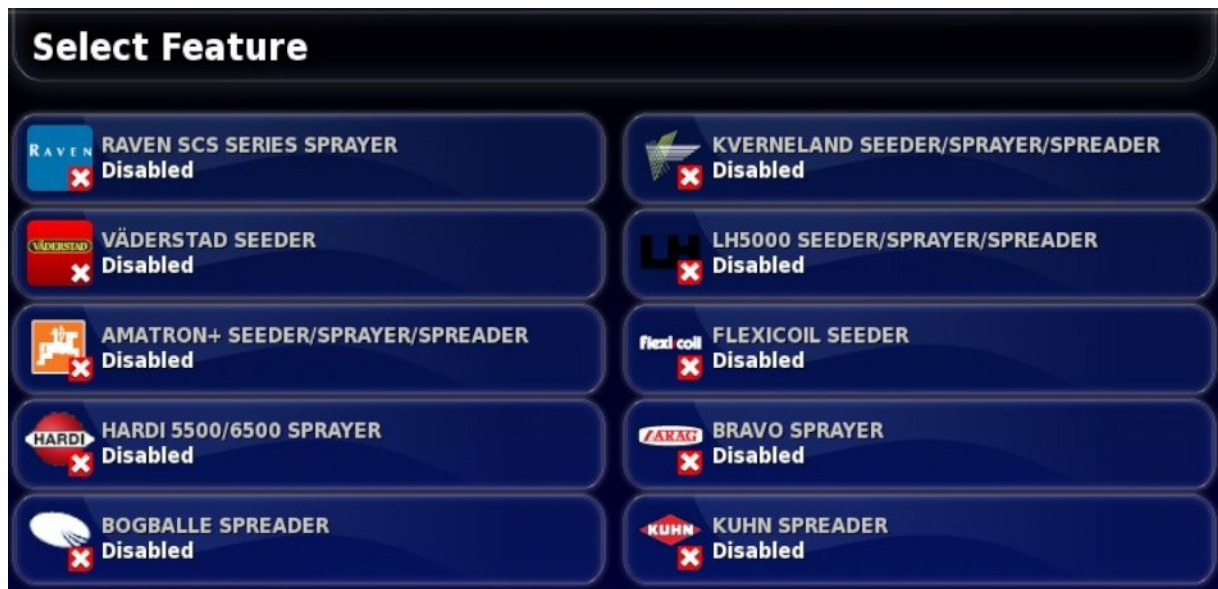 Select Feature
RAVEN
RAVEN SCS SERIES SPRAYER
Disabled
KVERNELAND SEEDER/SPRAYER/SPREADER
Disabled
VÄDERSTAD
VÄDERSTAD SEEDER
Disabled
LH
LH5000 SEEDER/SPRAYER/SPREADER
Disabled
AMATRON+ SEEDER/SPRAYER/SPREADER
Disabled
flexi coil
FLEXICOIL SEEDER
Disabled
HARDI
HARDI 5500/6500 SPRAYER
Disabled
ARAG
BRAVO SPRAYER
Disabled
BOGBALLE SPREADER
Disabled
KUHN
KUHN SPREADER
Disabled